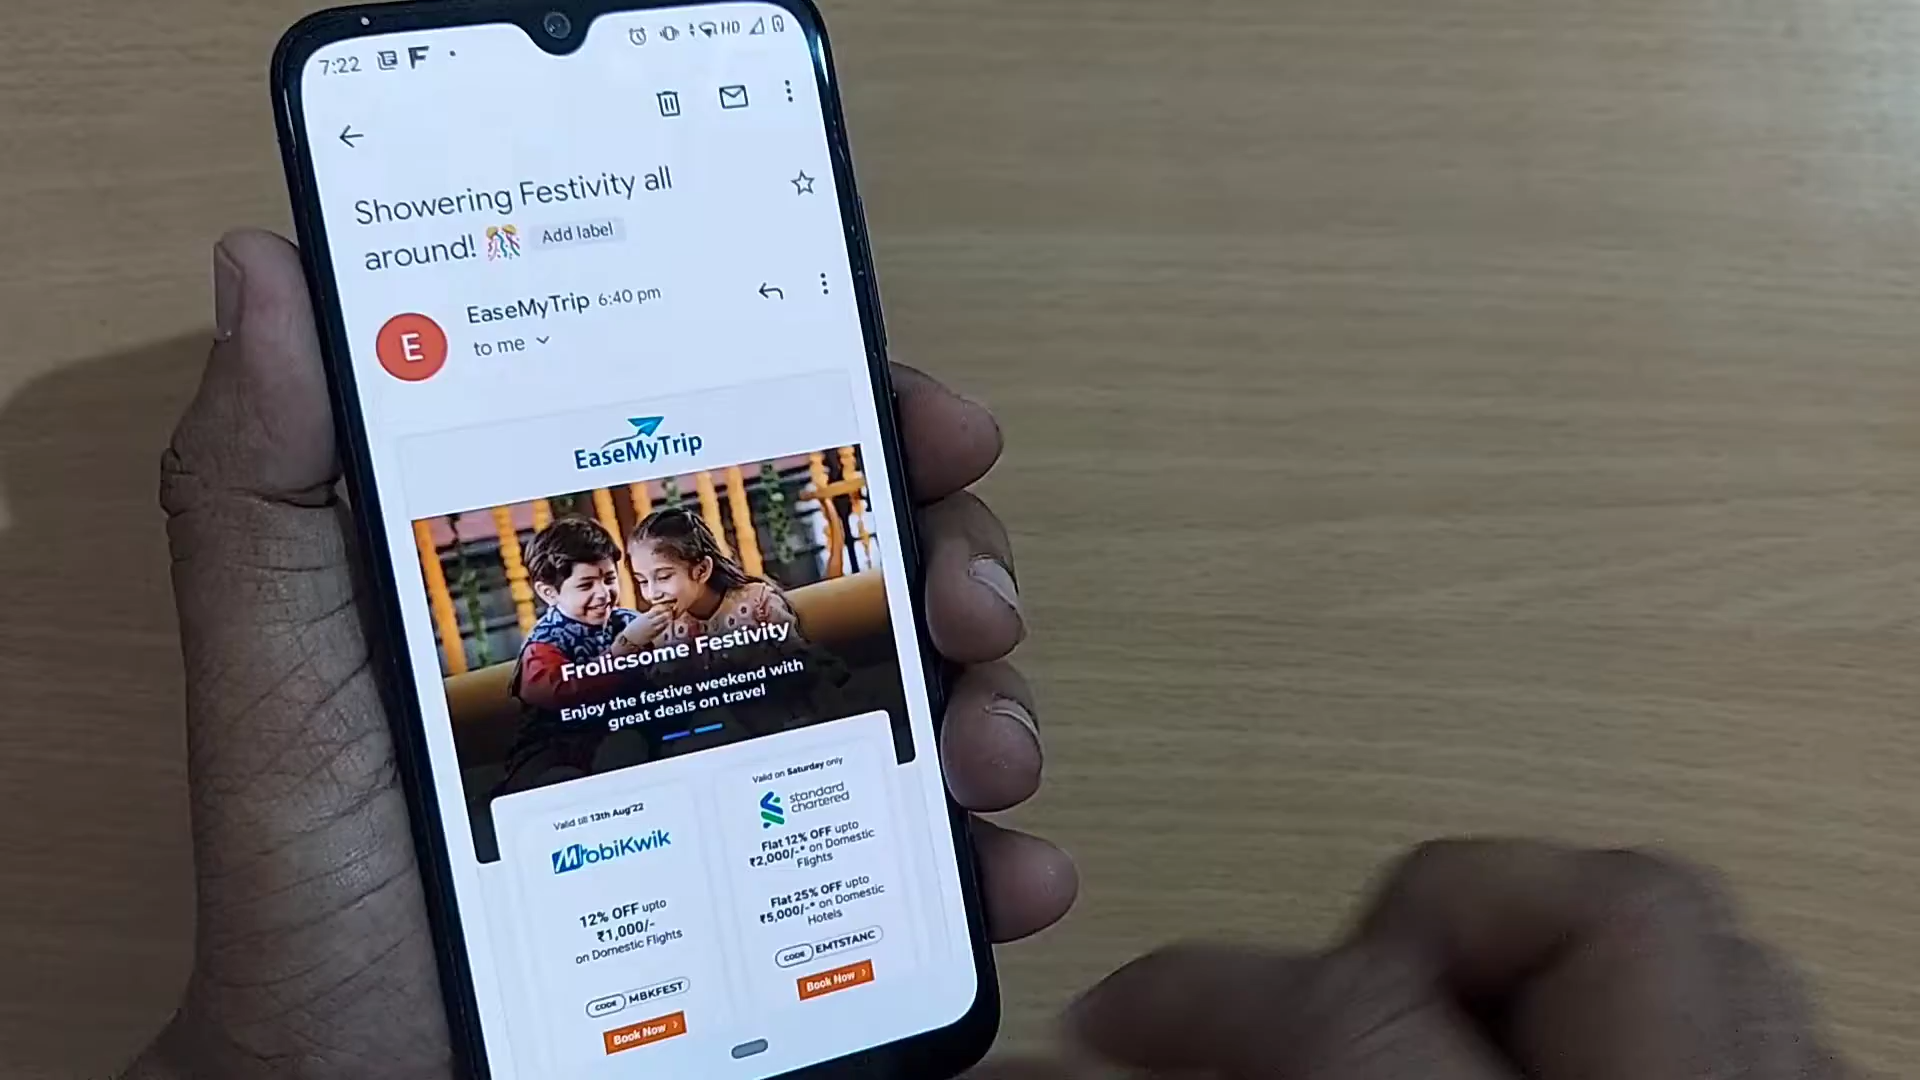 7:22
F
HD
Showering Festivity all
around! 🎊 Add label
EaseMyTrip 6:40 pm
E
to me
EaseMyTrip
Frolicsome Festivity
Enjoy the festive weekend with
great deals on travel
Valid till 13th Aug'22
MobiKwik
12% OFF upto
₹1,000/-
on Domestic Flights
CODE MBKFEST
Book Now >
Valid on Saturday only
standard
chartered
Flat 12% OFF upto
₹2,000/-* on Domestic
Flights
Flat 25% OFF upto
₹5,000/-* on Domestic
Hotels
CODE EMTSTANC
Book Now >